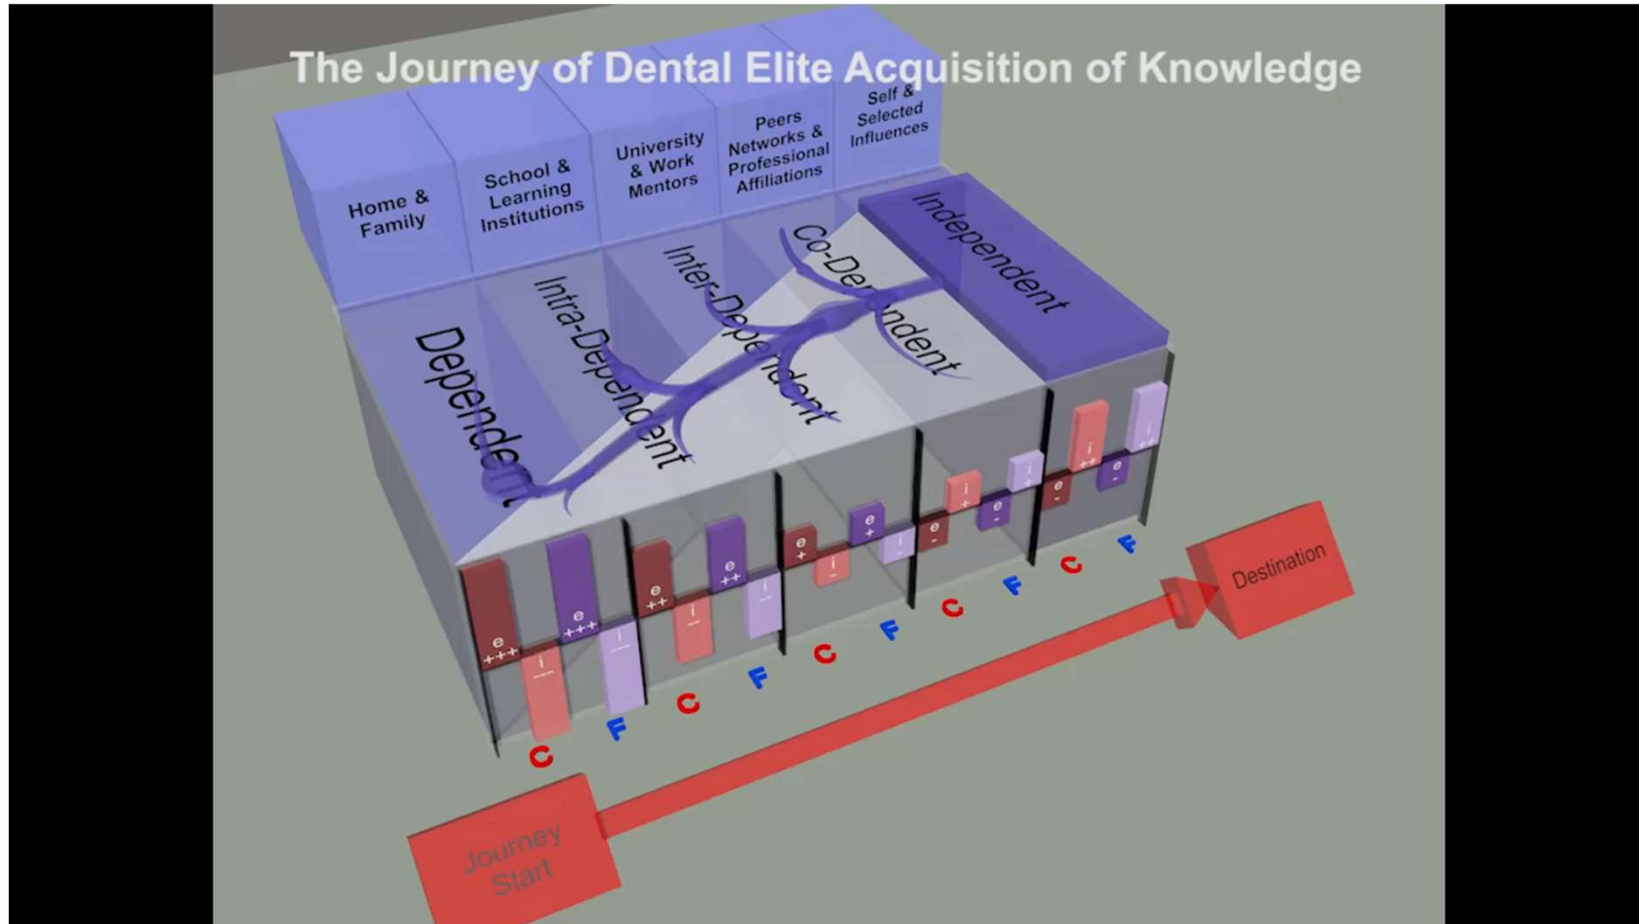 The Journey of Dental Elite Acquisition of Knowledge
Home &
Family
School &
Learning
Institutions
University
& Work
Mentors
Peers
Networks &
Professional
Affiliations
Self &
Selected
Influences
Dependent
Intra-Dependent
Inter-Dependent
Co-Dependent
Independent
e
+++
i
---
e
+++
i
---
e
++
i
--
e
++
i
--
e
+
i
-
e
+
i
-
e
-
i
+
e
-
i
+
e
-
i
++
e
-
i
++
C
F
C
F
C
F
C
F
C
F
Journey
Start
Destination